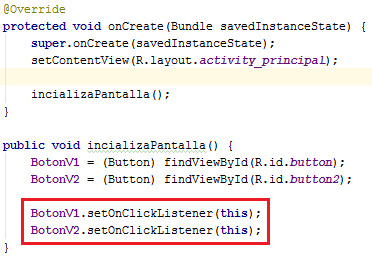 @Override
protected void onCreate(Bundle savedInstanceState) {
super.onCreate(savedInstanceState);
setContentView(R.layout.activity_principal);
incializaPantalla();
}
public void incializaPantalla() {
BotonV1 = (Button) findViewById(R.id.button);
BotonV2 = (Button) findViewById(R.id.button2);
BotonV1.setOnClickListener(this);
BotonV2.setOnClickListener(this);
}